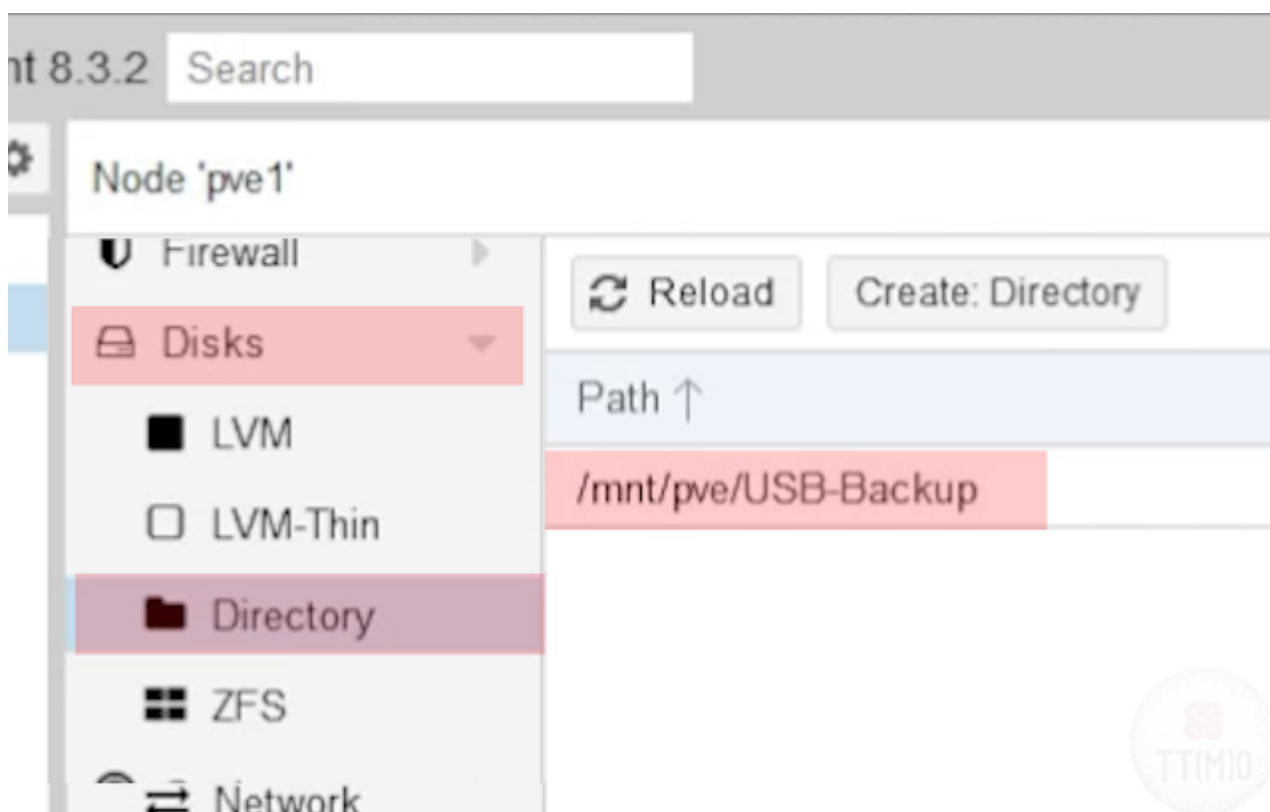 nt 8.3.2 Search
Node 'pve1'
Firewall
Reload Create: Directory
Disks
Path ↑
LVM
/mnt/pve/USB-Backup
LVM-Thin
Directory
ZFS
Network
TT(M)O